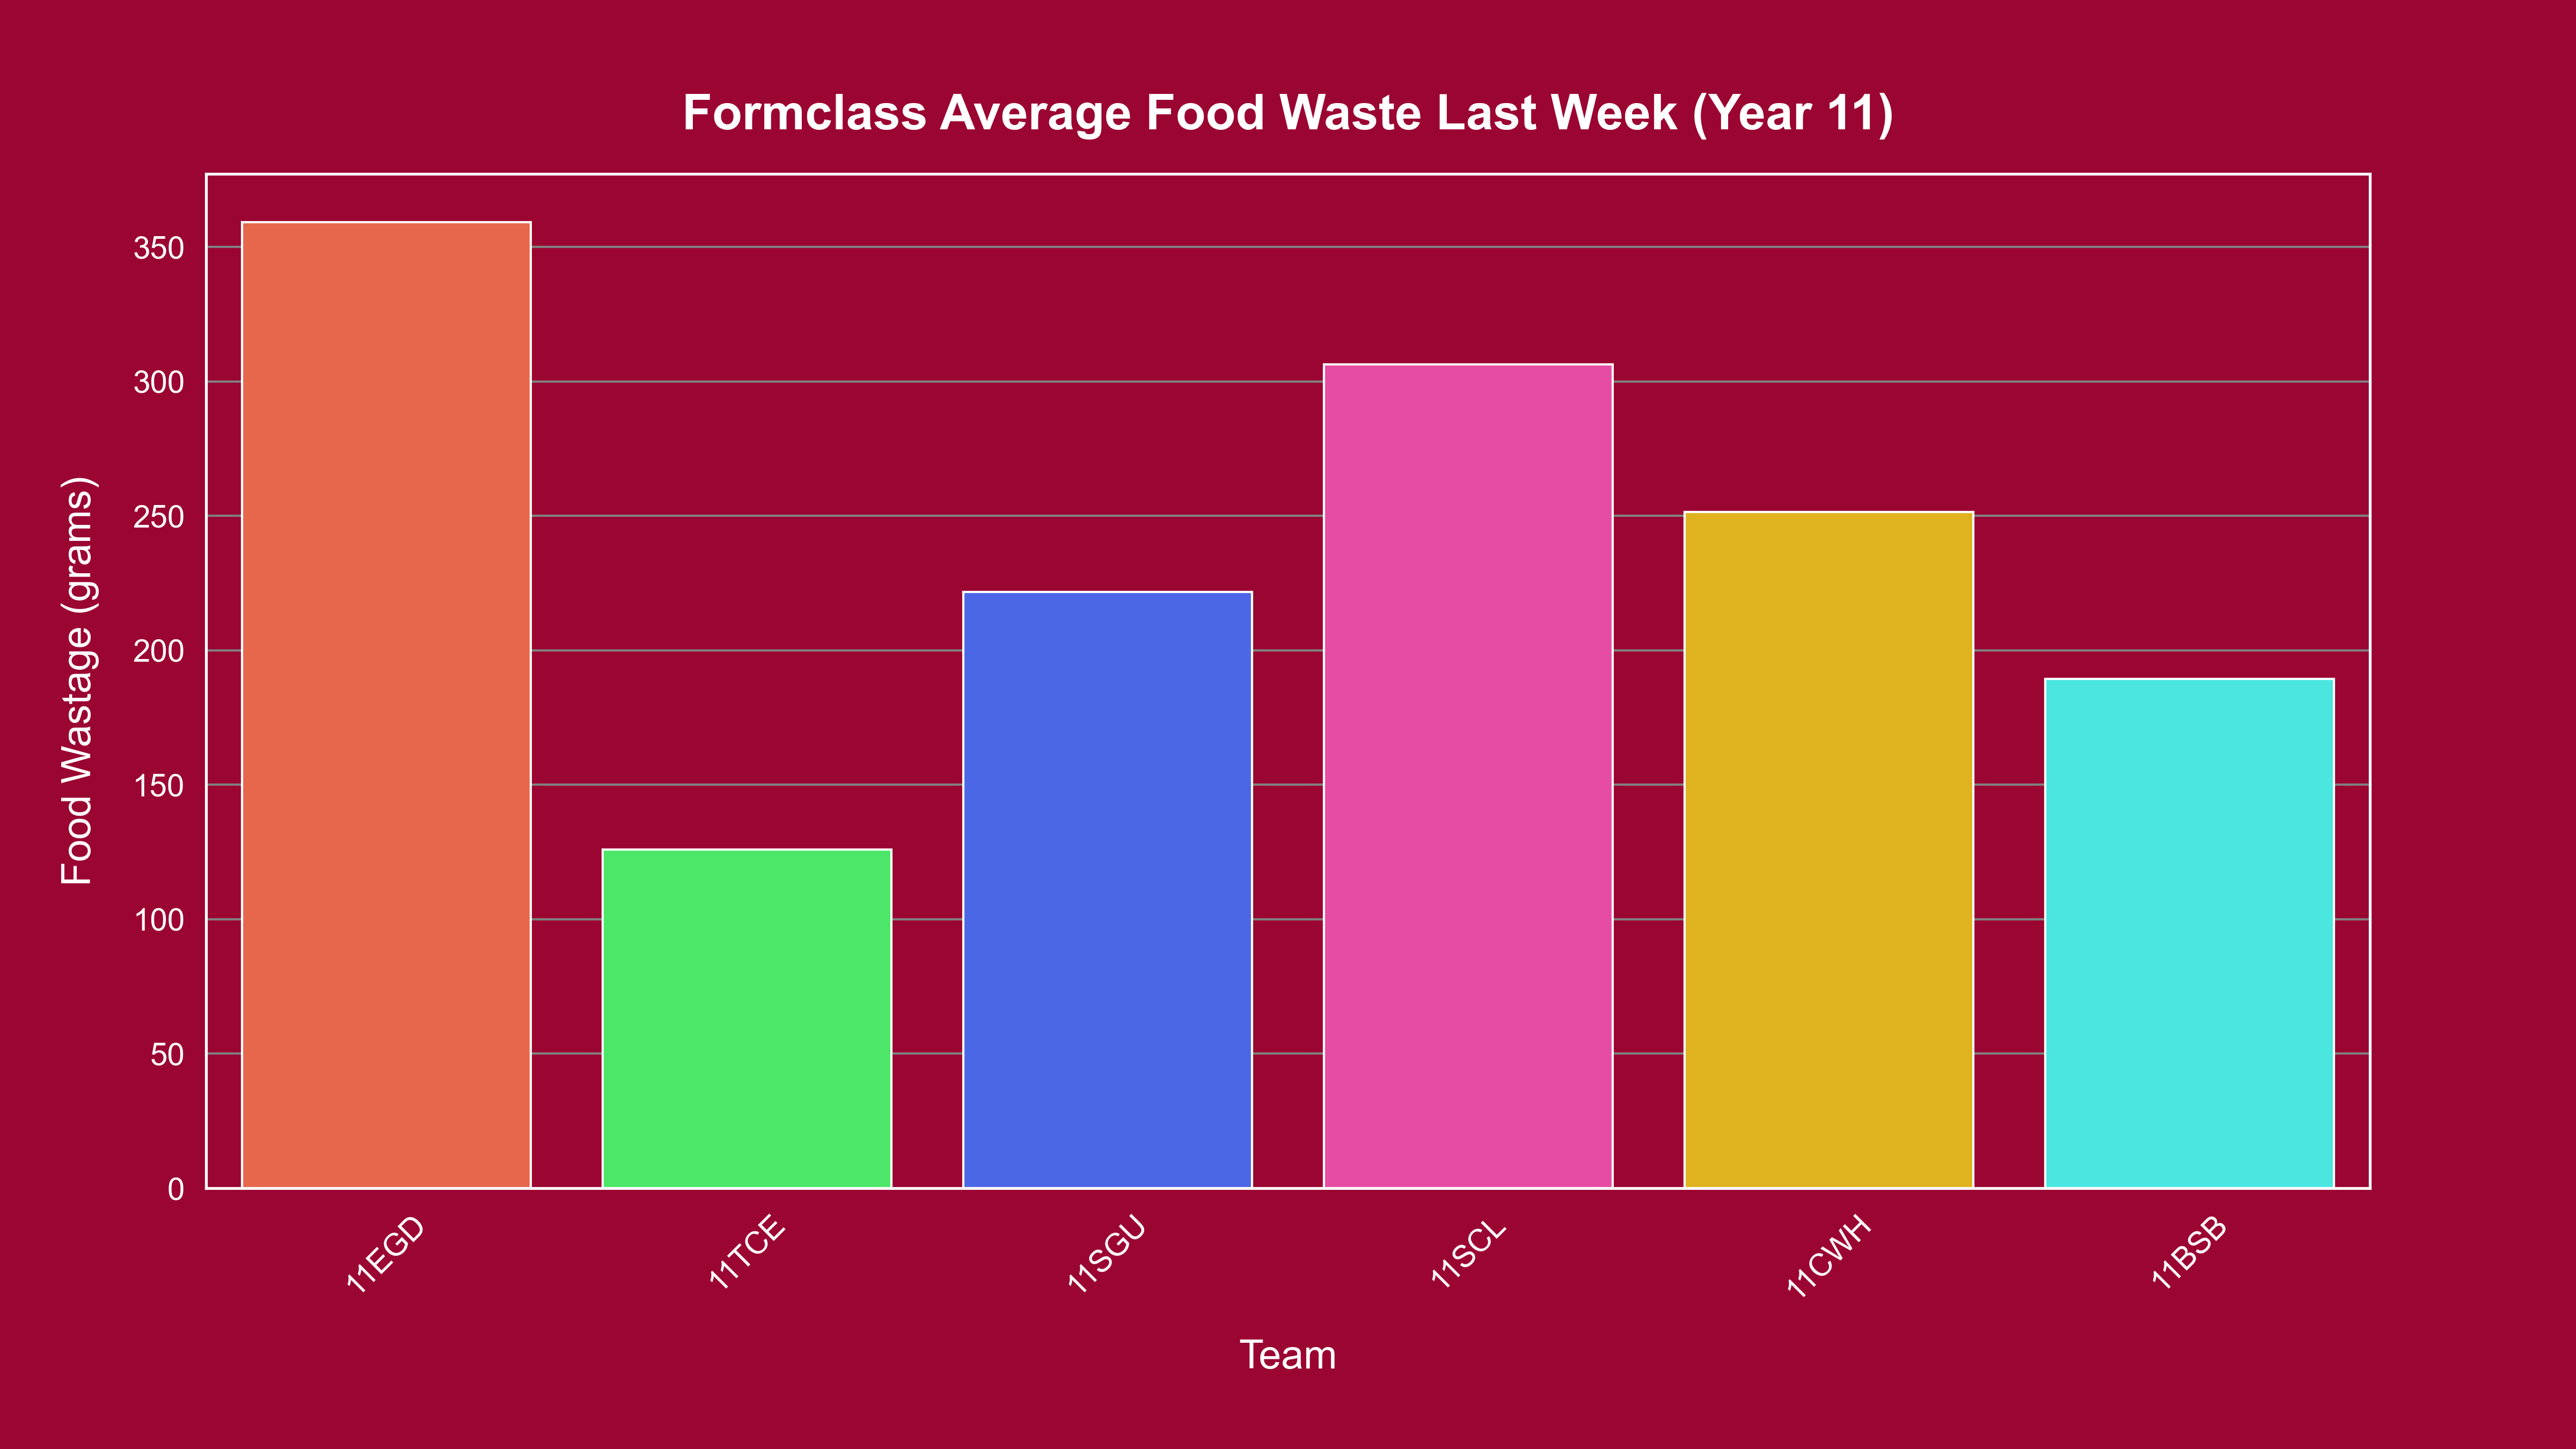 Formclass Average Food Waste Last Week (Year 11)
Food Wastage (grams)
350
300
250
200
150
100
50
0
11EGD
11TCE
11SGU
11SCL
11CWH
11BSB
Team